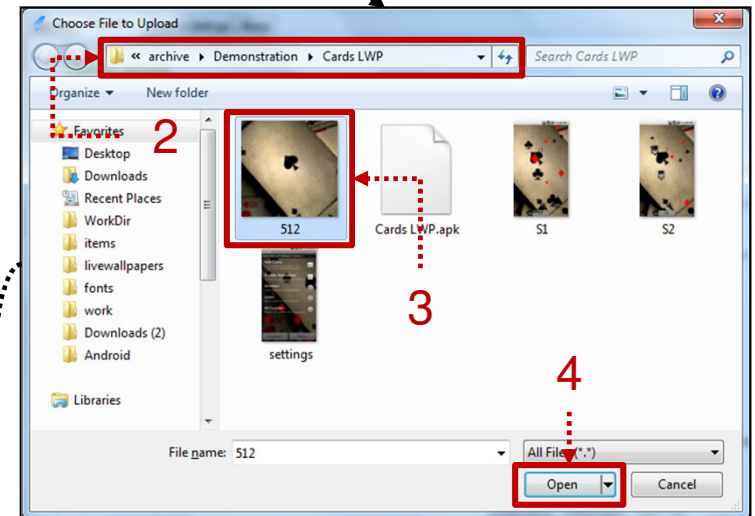 Choose File to Upload
« archive ▸ Demonstration ▸ Cards LWP
Search Cards LWP
Organize ▾ New folder
2
Favorites
Desktop
Downloads
Recent Places
WorkDir
items
livewallpapers
fonts
work
Downloads (2)
Android
Libraries
512
Cards LWP.apk
S1
S2
settings
3
4
File name: 512
All Files (*.*)
Open
Cancel